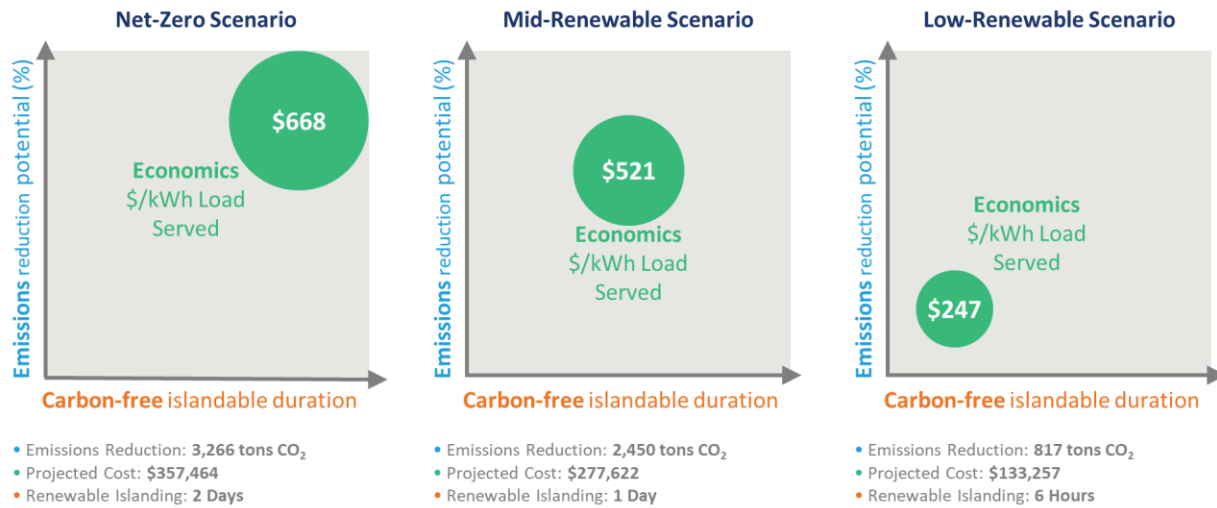 Net-Zero Scenario
Emissions reduction potential (%)
$668
Economics
$/kWh Load
Served
Carbon-free islandable duration
• Emissions Reduction: 3,266 tons CO₂
• Projected Cost: $357,464
• Renewable Islanding: 2 Days
Mid-Renewable Scenario
Emissions reduction potential (%)
$521
Economics
$/kWh Load
Served
Carbon-free islandable duration
• Emissions Reduction: 2,450 tons CO₂
• Projected Cost: $277,622
• Renewable Islanding: 1 Day
Low-Renewable Scenario
Emissions reduction potential (%)
Economics
$/kWh Load
Served
$247
Carbon-free islandable duration
• Emissions Reduction: 817 tons CO₂
• Projected Cost: $133,257
• Renewable Islanding: 6 Hours